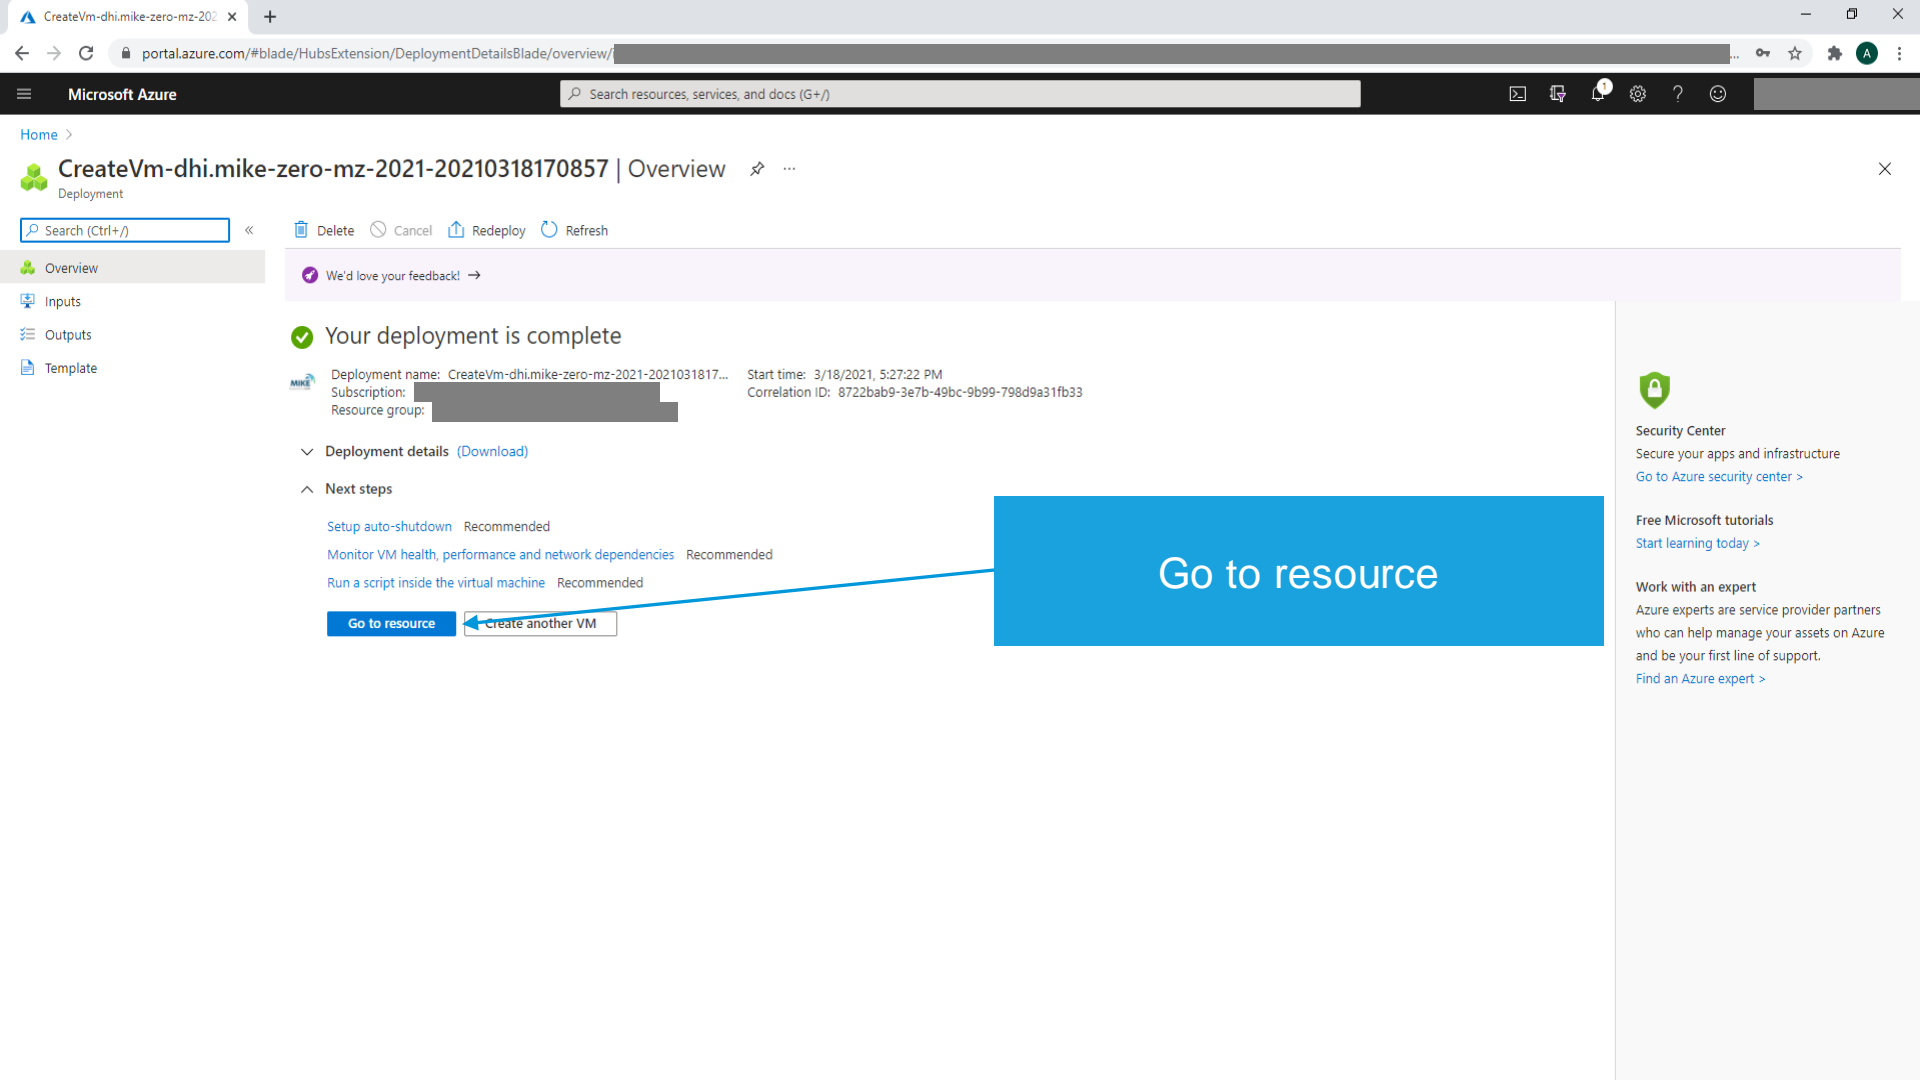 CreateVm-dhi.mike-zero-mz-202
portal.azure.com/#blade/HubsExtension/DeploymentDetailsBlade/overview/
...
A
Microsoft Azure
Search resources, services, and docs (G+/)
1
Home
CreateVm-dhi.mike-zero-mz-2021-20210318170857 | Overview
Deployment
Search (Ctrl+/)
Overview
Inputs
Outputs
Template
Delete
Cancel
Redeploy
Refresh
We'd love your feedback!
Your deployment is complete
MIKE
Deployment name: CreateVm-dhi.mike-zero-mz-2021-2021031817...
Subscription:
Resource group:
Start time: 3/18/2021, 5:27:22 PM
Correlation ID: 8722bab9-3e7b-49bc-9b99-798d9a31fb33
Deployment details (Download)
Next steps
Setup auto-shutdown Recommended
Monitor VM health, performance and network dependencies Recommended
Run a script inside the virtual machine Recommended
Go to resource
Create another VM
Go to resource
Security Center
Secure your apps and infrastructure
Go to Azure security center >
Free Microsoft tutorials
Start learning today >
Work with an expert
Azure experts are service provider partners
who can help manage your assets on Azure
and be your first line of support.
Find an Azure expert >